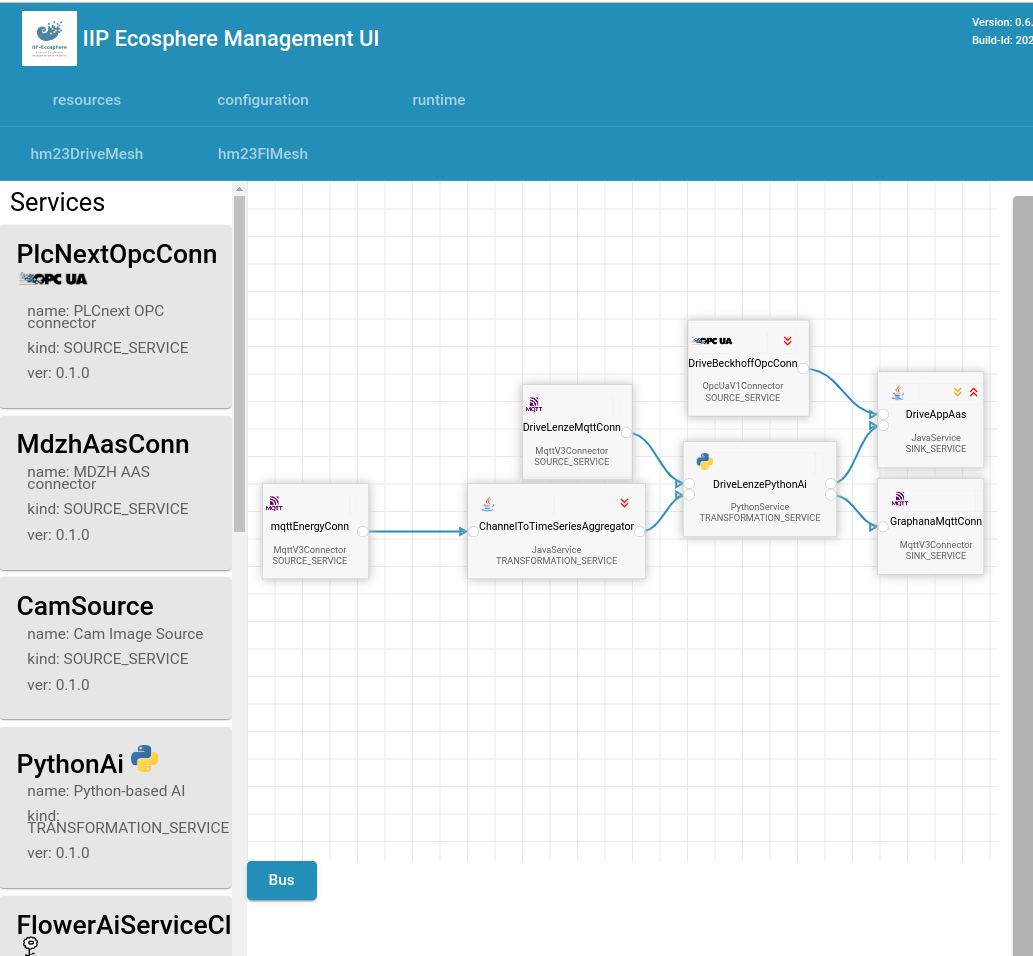 IIP-Ecosphere
IIP Ecosphere Management UI
Version: 0.6.
Build-Id: 202
resources
configuration
runtime
hm23DriveMesh
hm23FlMesh
Services
PlcNextOpcConn
OPC UA
name: PLCnext OPC
connector
kind: SOURCE_SERVICE
ver: 0.1.0
MdzhAasConn
name: MDZH AAS
connector
kind: SOURCE_SERVICE
ver: 0.1.0
CamSource
name: Cam Image Source
kind: SOURCE_SERVICE
ver: 0.1.0
PythonAi
name: Python-based AI
kind:
TRANSFORMATION_SERVICE
ver: 0.1.0
FlowerAiServiceCl
MQTT
mqttEnergyConn
MqttV3Connector
SOURCE_SERVICE
MQTT
DriveLenzeMqttConn
MqttV3Connector
SOURCE_SERVICE
ChannelToTimeSeriesAggregator
JavaService
TRANSFORMATION_SERVICE
OPC UA
DriveBeckhoffOpcConn
OpcUaV1Connector
SOURCE_SERVICE
DriveLenzePythonAi
PythonService
TRANSFORMATION_SERVICE
DriveAppAas
JavaService
SINK_SERVICE
MQTT
GraphanaMqttConn
MqttV3Connector
SINK_SERVICE
Bus